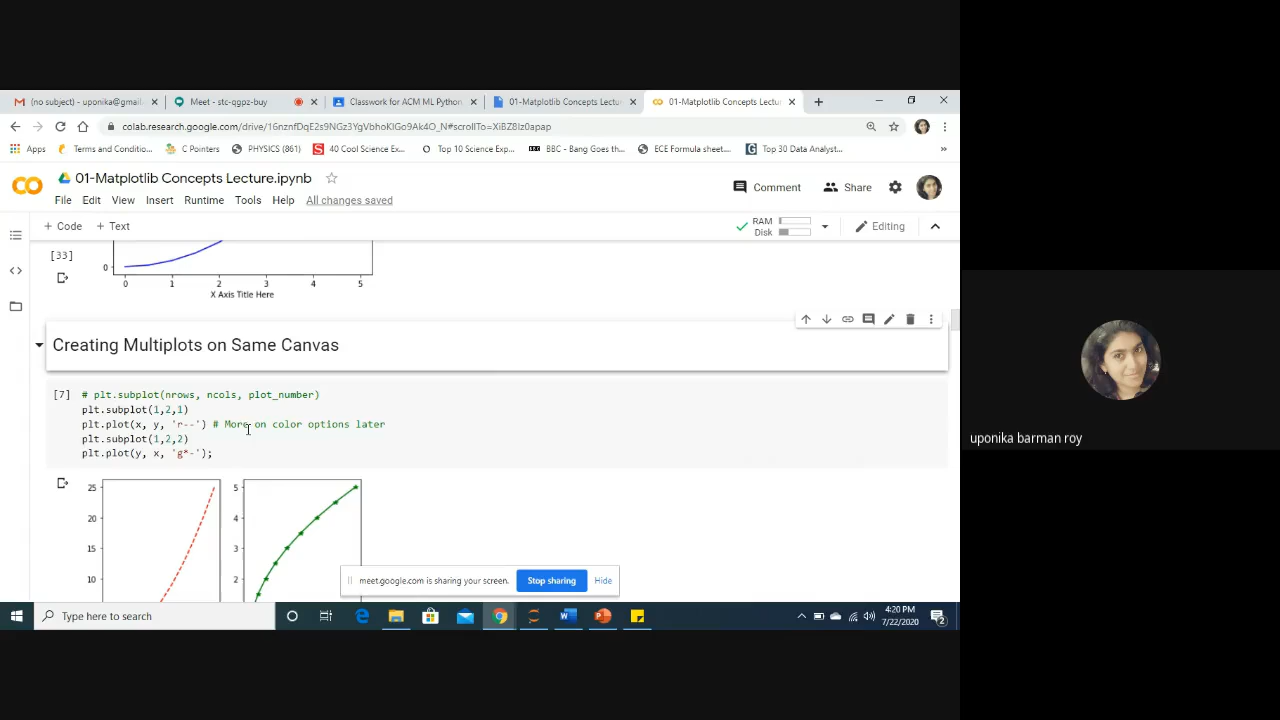 (no subject) - uponika@gmail.
Meet - stc-qgpz-buy
Classwork for ACM ML Python
01-Matplotlib Concepts Lectu
01-Matplotlib Concepts Lectur
colab.research.google.com/drive/16nznfDqE2s9NGz3YgVbhoKlGo9Ak4O_N#scrollTo=XiBZ8Iz0apap
Apps
Terms and Conditio...
C Pointers
PHYSICS (861)
40 Cool Science Ex...
Top 10 Science Exp...
BBC - Bang Goes th...
ECE Formula sheet....
Top 30 Data Analyst...
01-Matplotlib Concepts Lecture.ipynb
Comment
Share
File Edit View Insert Runtime Tools Help All changes saved
+ Code + Text
RAM
Disk
Editing
[33]
0
0 1 2 3 4 5
X Axis Title Here
Creating Multiplots on Same Canvas
[7] # plt.subplot(nrows, ncols, plot_number)
plt.subplot(1,2,1)
plt.plot(x, y, 'r--') # More on color options later
plt.subplot(1,2,2)
plt.plot(y, x, 'g*-');
25
20
15
10
5
4
3
2
meet.google.com is sharing your screen.
Stop sharing
Hide
Type here to search
4:20 PM
7/22/2020
2
uponika barman roy